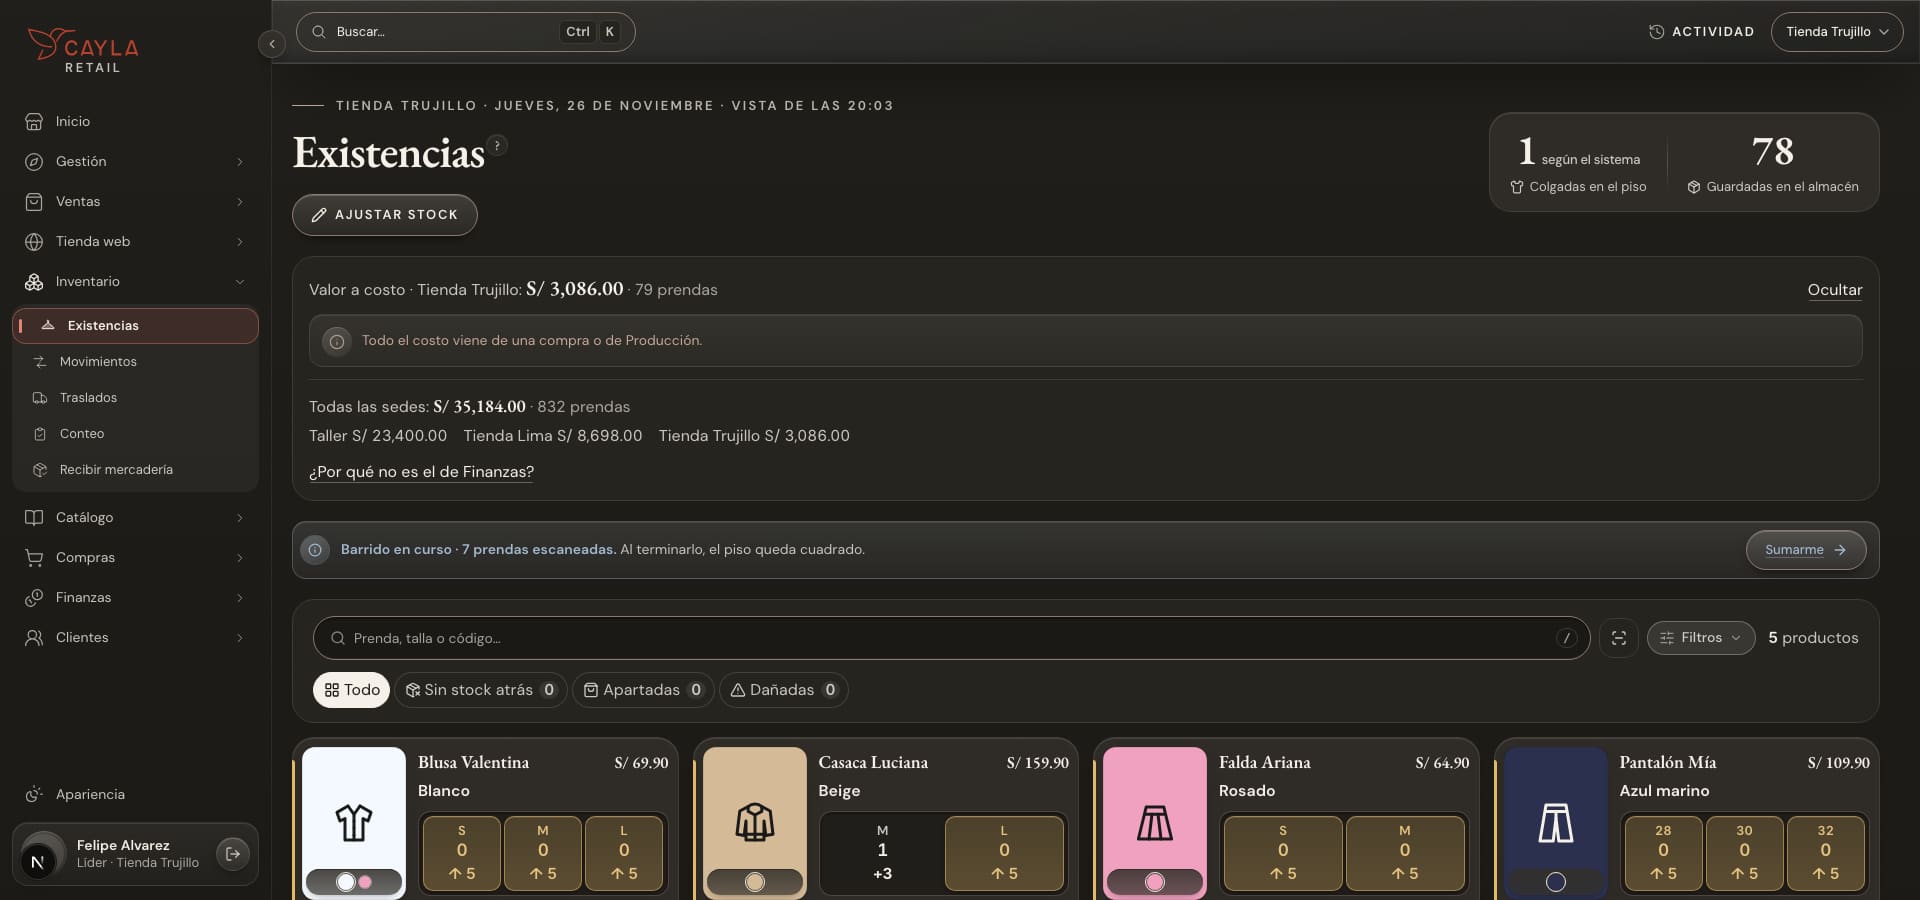 CAYLA
RETAIL
Inicio
Gestión
Ventas
Tienda web
Inventario
Existencias
Movimientos
Traslados
Conteo
Recibir mercadería
Catálogo
Compras
Finanzas
Clientes
Apariencia
N
Felipe Alvarez
Líder · Tienda Trujillo
Buscar...
Ctrl K
ACTIVIDAD
Tienda Trujillo
TIENDA TRUJILLO · JUEVES, 26 DE NOVIEMBRE · VISTA DE LAS 20:03
Existencias ?
AJUSTAR STOCK
1 según el sistema
Colgadas en el piso
78
Guardadas en el almacén
Valor a costo · Tienda Trujillo: S/ 3,086.00 · 79 prendas
Ocultar
Todo el costo viene de una compra o de Producción.
Todas las sedes: S/ 35,184.00 · 832 prendas
Taller S/ 23,400.00 Tienda Lima S/ 8,698.00 Tienda Trujillo S/ 3,086.00
¿Por qué no es el de Finanzas?
Barrido en curso · 7 prendas escaneadas. Al terminarlo, el piso queda cuadrado.
Sumarme →
Prenda, talla o código...
/
Filtros
5 productos
Todo
Sin stock atrás 0
Apartadas 0
Dañadas 0
Blusa Valentina S/ 69.90
Blanco
S M L
0 0 0
↑ 5 ↑ 5 ↑ 5
Casaca Luciana S/ 159.90
Beige
M L
1 0
+3 ↑ 5
Falda Ariana S/ 64.90
Rosado
S M
0 0
↑ 5 ↑ 5
Pantalón Mía S/ 109.90
Azul marino
28 30 32
0 0 0
↑ 5 ↑ 5 ↑ 5